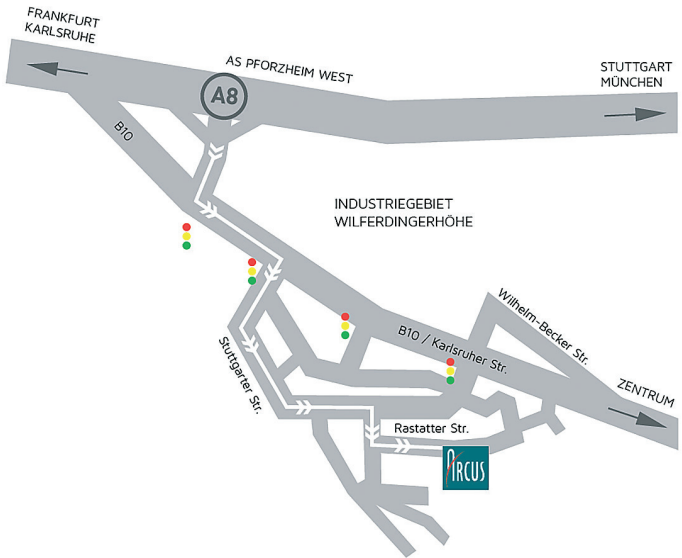 FRANKFURT
KARLSRUHE
AS PFORZHEIM WEST
STUTTGART
MÜNCHEN
A8
B10
INDUSTRIEGEBIET
WILFERDINGERHÖHE
Wilhelm-Becker Str.
B10 / Karlsruher Str.
Stuttgarter Str.
ZENTRUM
Rastatter Str.
ARCUS